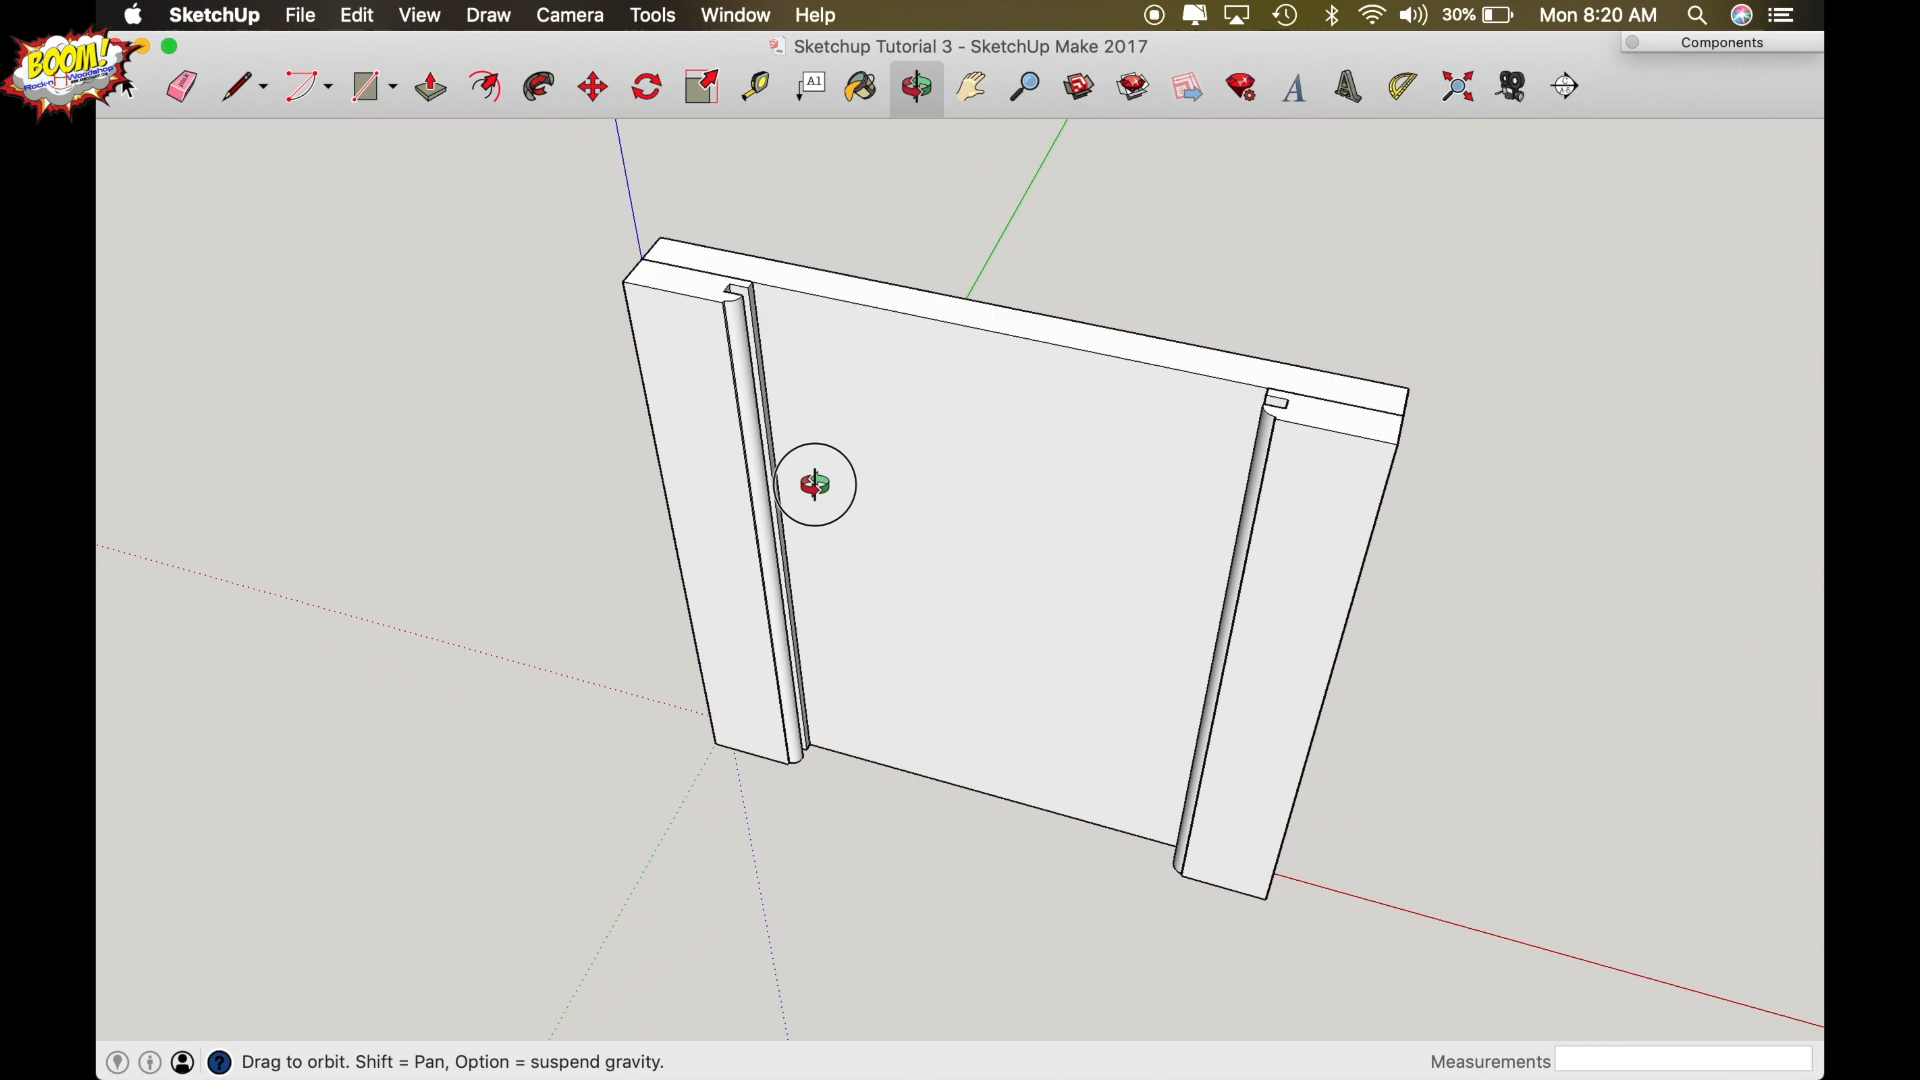 SketchUp File Edit View Draw Camera Tools Window Help 30% Mon 8:20 AM
BOOM!
Woodshop
Sketchup Tutorial 3 - SketchUp Make 2017
Components
A1
Drag to orbit. Shift = Pan, Option = suspend gravity.
Measurements